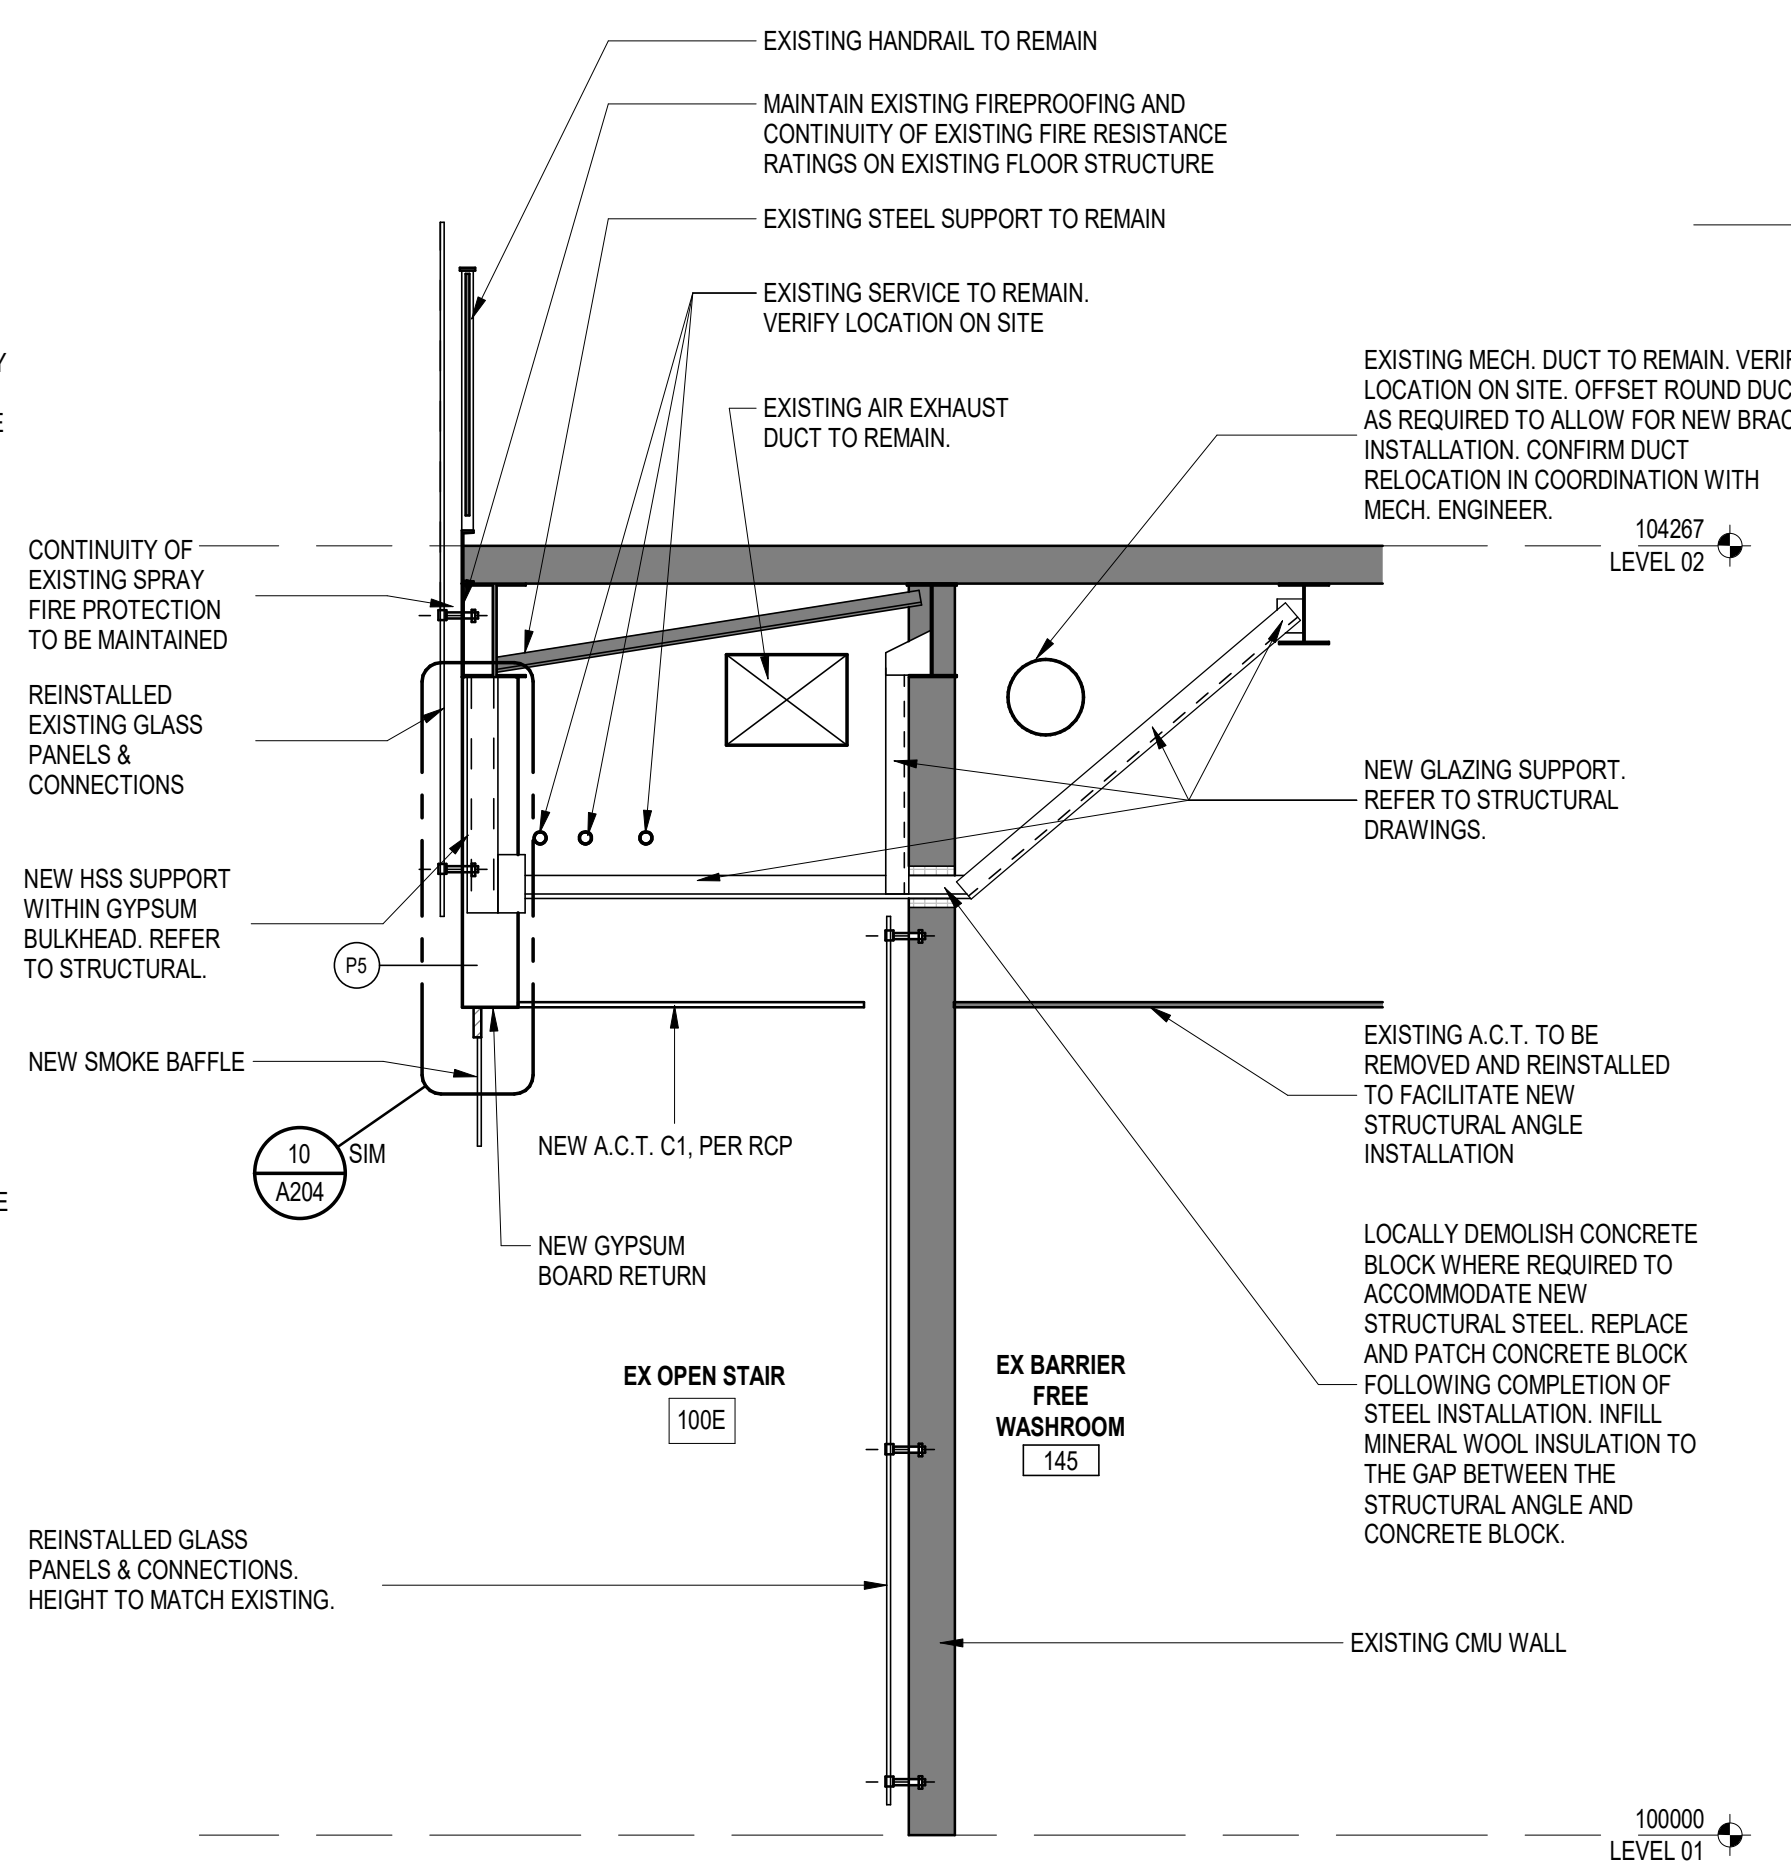 EXISTING HANDRAIL TO REMAIN
MAINTAIN EXISTING FIREPROOFING AND
CONTINUITY OF EXISTING FIRE RESISTANCE
RATINGS ON EXISTING FLOOR STRUCTURE
EXISTING STEEL SUPPORT TO REMAIN
EXISTING SERVICE TO REMAIN.
VERIFY LOCATION ON SITE
EXISTING AIR EXHAUST
DUCT TO REMAIN.
EXISTING MECH. DUCT TO REMAIN.
LOCATION ON SITE. OFFSET ROUND
AS REQUIRED TO ALLOW FOR NEW
INSTALLATION. CONFIRM DUCT
RELOCATION IN COORDINATION WITH
MECH. ENGINEER.
104267
LEVEL 02
CONTINUITY OF
EXISTING SPRAY
FIRE PROTECTION
TO BE MAINTAINED
REINSTALLED
EXISTING GLASS
PANELS &
CONNECTIONS
NEW GLAZING SUPPORT.
REFER TO STRUCTURAL
DRAWINGS.
NEW HSS SUPPORT
WITHIN GYPSUM
BULKHEAD. REFER
TO STRUCTURAL.
P5
NEW SMOKE BAFFLE
10
SIM
A204
NEW A.C.T. C1, PER RCP
NEW GYPSUM
BOARD RETURN
EXISTING A.C.T. TO BE
REMOVED AND REINSTALLED
TO FACILITATE NEW
STRUCTURAL ANGLE
INSTALLATION
LOCALLY DEMOLISH CONCRETE
BLOCK WHERE REQUIRED TO
ACCOMMODATE NEW
STRUCTURAL STEEL. REPLACE
AND PATCH CONCRETE BLOCK
FOLLOWING COMPLETION OF
STEEL INSTALLATION. INFILL
MINERAL WOOL INSULATION TO
THE GAP BETWEEN THE
STRUCTURAL ANGLE AND
CONCRETE BLOCK.
EX OPEN STAIR
100E
EX BARRIER
FREE
WASHROOM
145
REINSTALLED GLASS
PANELS & CONNECTIONS.
HEIGHT TO MATCH EXISTING.
EXISTING CMU WALL
100000
LEVEL 01